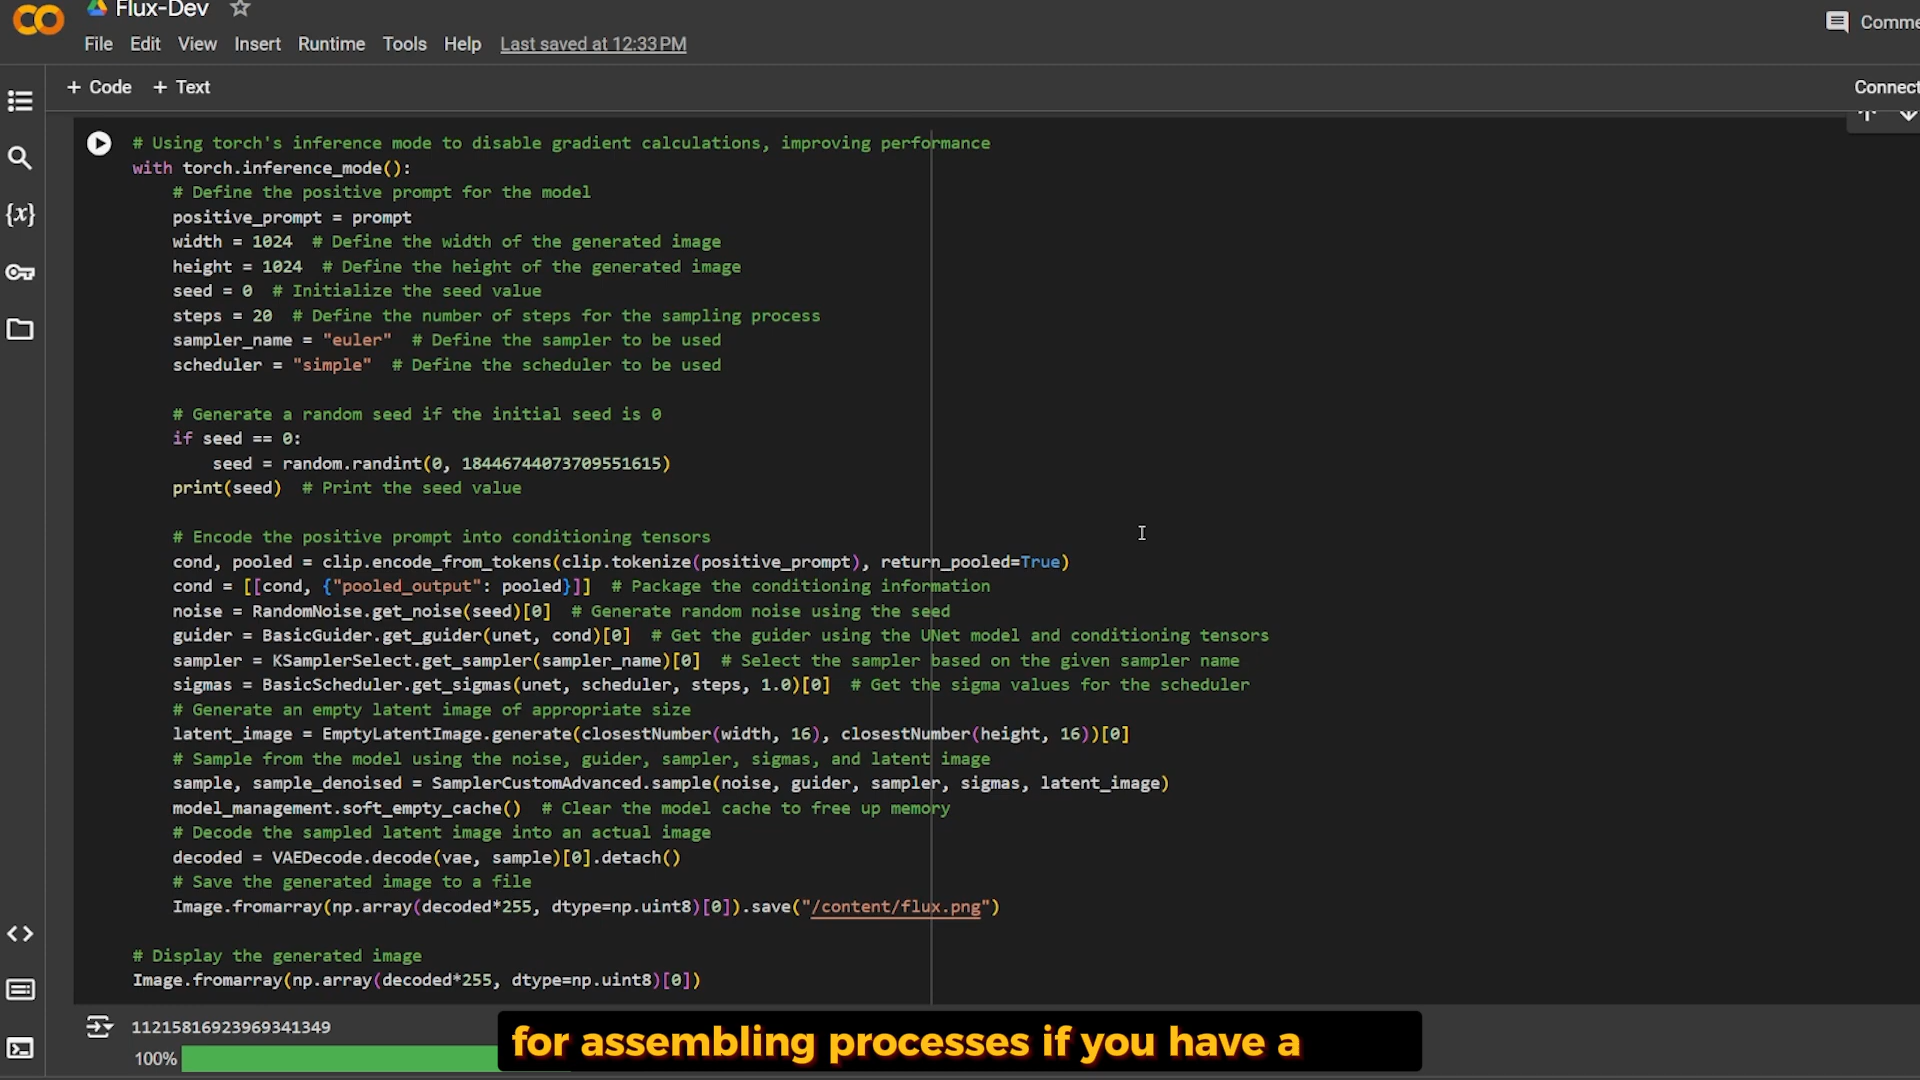 Flux-Dev
File Edit View Insert Runtime Tools Help Last saved at 12:33 PM
Comme
+ Code + Text
Connect
# Using torch's inference mode to disable gradient calculations, improving performance
with torch.inference_mode():
    # Define the positive prompt for the model
    positive_prompt = prompt
    width = 1024  # Define the width of the generated image
    height = 1024  # Define the height of the generated image
    seed = 0  # Initialize the seed value
    steps = 20  # Define the number of steps for the sampling process
    sampler_name = "euler"  # Define the sampler to be used
    scheduler = "simple"  # Define the scheduler to be used
    # Generate a random seed if the initial seed is 0
    if seed == 0:
        seed = random.randint(0, 18446744073709551615)
    print(seed)  # Print the seed value
    # Encode the positive prompt into conditioning tensors
    cond, pooled = clip.encode_from_tokens(clip.tokenize(positive_prompt), return_pooled=True)
    cond = [[cond, {"pooled_output": pooled}]]  # Package the conditioning information
    noise = RandomNoise.get_noise(seed)[0]  # Generate random noise using the seed
    guider = BasicGuider.get_guider(unet, cond)[0]  # Get the guider using the UNet model and conditioning tensors
    sampler = KSamplerSelect.get_sampler(sampler_name)[0]  # Select the sampler based on the given sampler name
    sigmas = BasicScheduler.get_sigmas(unet, scheduler, steps, 1.0)[0]  # Get the sigma values for the scheduler
    # Generate an empty latent image of appropriate size
    latent_image = EmptyLatentImage.generate(closestNumber(width, 16), closestNumber(height, 16))[0]
    # Sample from the model using the noise, guider, sampler, sigmas, and latent image
    sample, sample_denoised = SamplerCustomAdvanced.sample(noise, guider, sampler, sigmas, latent_image)
    model_management.soft_empty_cache()  # Clear the model cache to free up memory
    # Decode the sampled latent image into an actual image
    decoded = VAEDecode.decode(vae, sample)[0].detach()
    # Save the generated image to a file
    Image.fromarray(np.array(decoded*255, dtype=np.uint8)[0]).save("/content/flux.png")
# Display the generated image
Image.fromarray(np.array(decoded*255, dtype=np.uint8)[0])
11215816923969341349
100%
for assembling processes if you have a